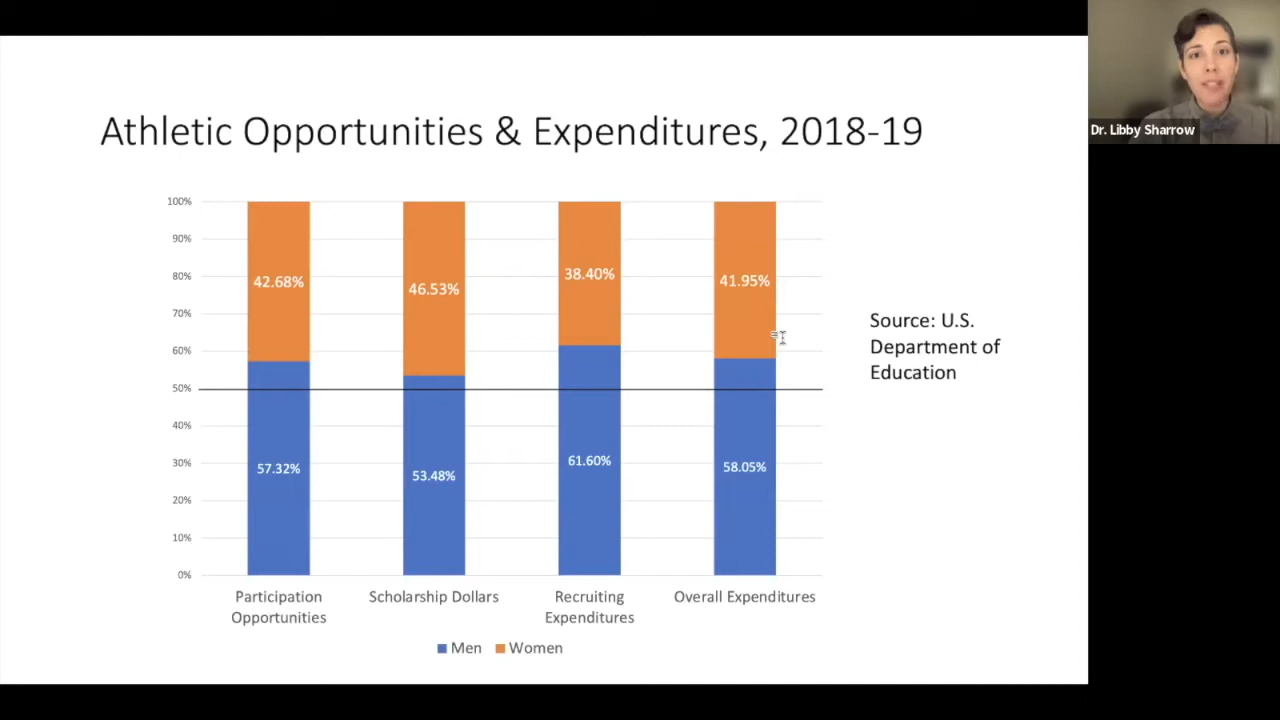 Athletic Opportunities & Expenditures, 2018-19
Dr. Libby Sharrow
100%
90%
80%
70%
60%
50%
40%
30%
20%
10%
0%
42.68%
46.53%
38.40%
41.95%
57.32%
53.48%
61.60%
58.05%
Participation
Opportunities
Scholarship Dollars
Recruiting
Expenditures
Overall Expenditures
Men
Women
Source: U.S.
Department of
Education